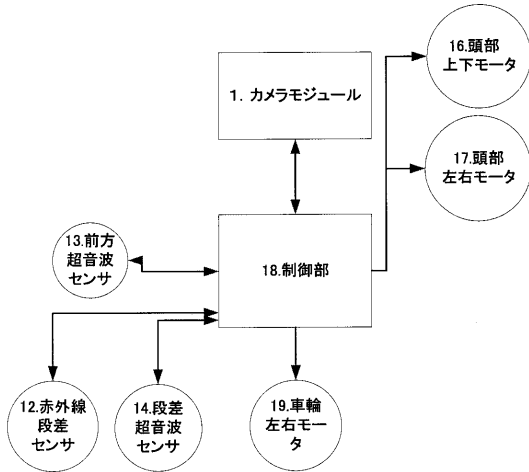 16.頭部
上下モータ
1. カメラモジュール
17.頭部
左右モータ
13.前方
超音波
センサ
18.制御部
12.赤外線
段差
センサ
14.段差
超音波
センサ
19.車輪
左右モー
タ